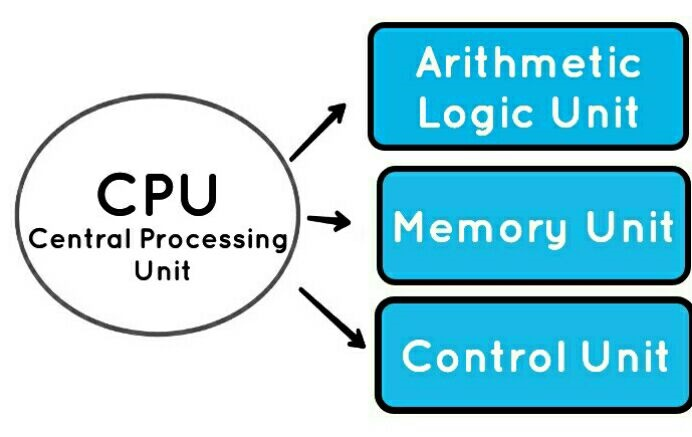 CPU
Central Processing
Unit
Arithmetic
Logic Unit
Memory Unit
Control Unit